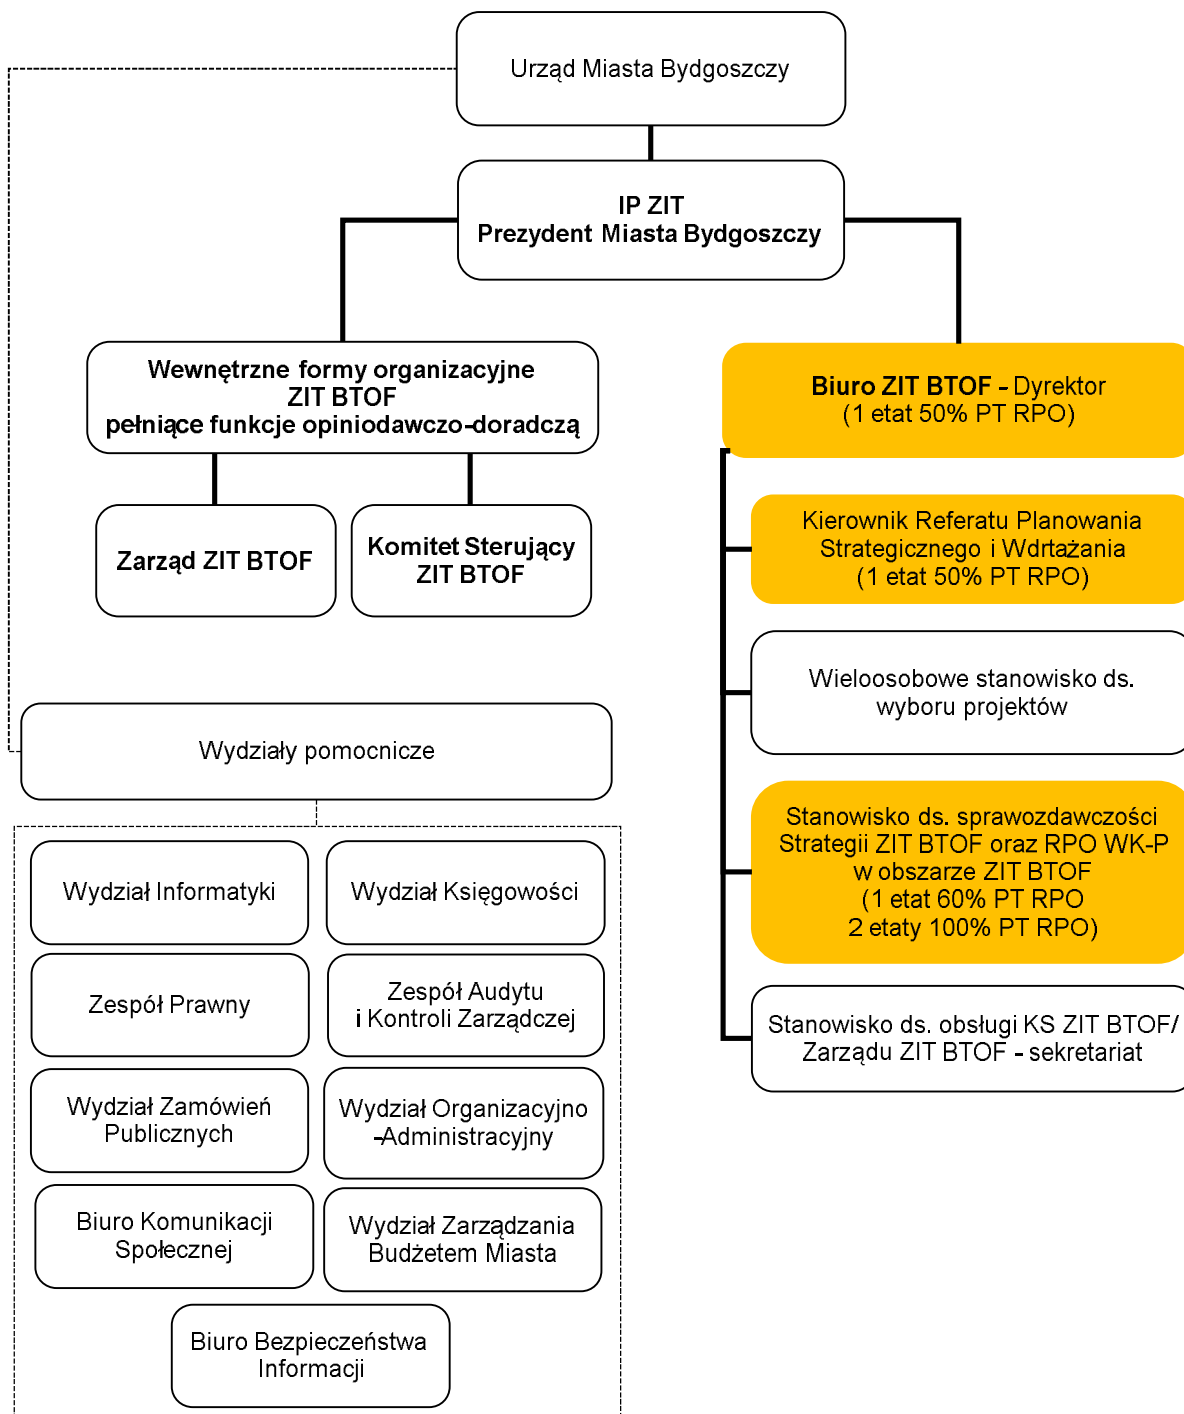 Urząd Miasta Bydgoszczy
IP ZIT
Prezydent Miasta Bydgoszczy
Wewnętrzne formy organizacyjne
ZIT BTOF
pełniące funkcje opiniodawczo-doradczą
Zarząd ZIT BTOF
Komitet Sterujący
ZIT BTOF
Biuro ZIT BTOF - Dyrektor
(1 etat 50% PT RPO)
Kierownik Referatu Planowania
Strategicznego i Wdrtażania
(1 etat 50% PT RPO)
Wieloosobowe stanowisko ds.
wyboru projektów
Stanowisko ds. sprawozdawczości
Strategii ZIT BTOF oraz RPO WK-P
w obszarze ZIT BTOF
(1 etat 60% PT RPO
2 etaty 100% PT RPO)
Stanowisko ds. obsługi KS ZIT BTOF/
Zarządu ZIT BTOF - sekretariat
Wydziały pomocnicze
Wydział Informatyki
Wydział Księgowości
Zespół Prawny
Zespół Audytu
i Kontroli Zarządczej
Wydział Zamówień
Publicznych
Wydział Organizacyjno
-Administracyjny
Biuro Komunikacji
Społecznej
Wydział Zarządzania
Budżetem Miasta
Biuro Bezpieczeństwa
Informacji